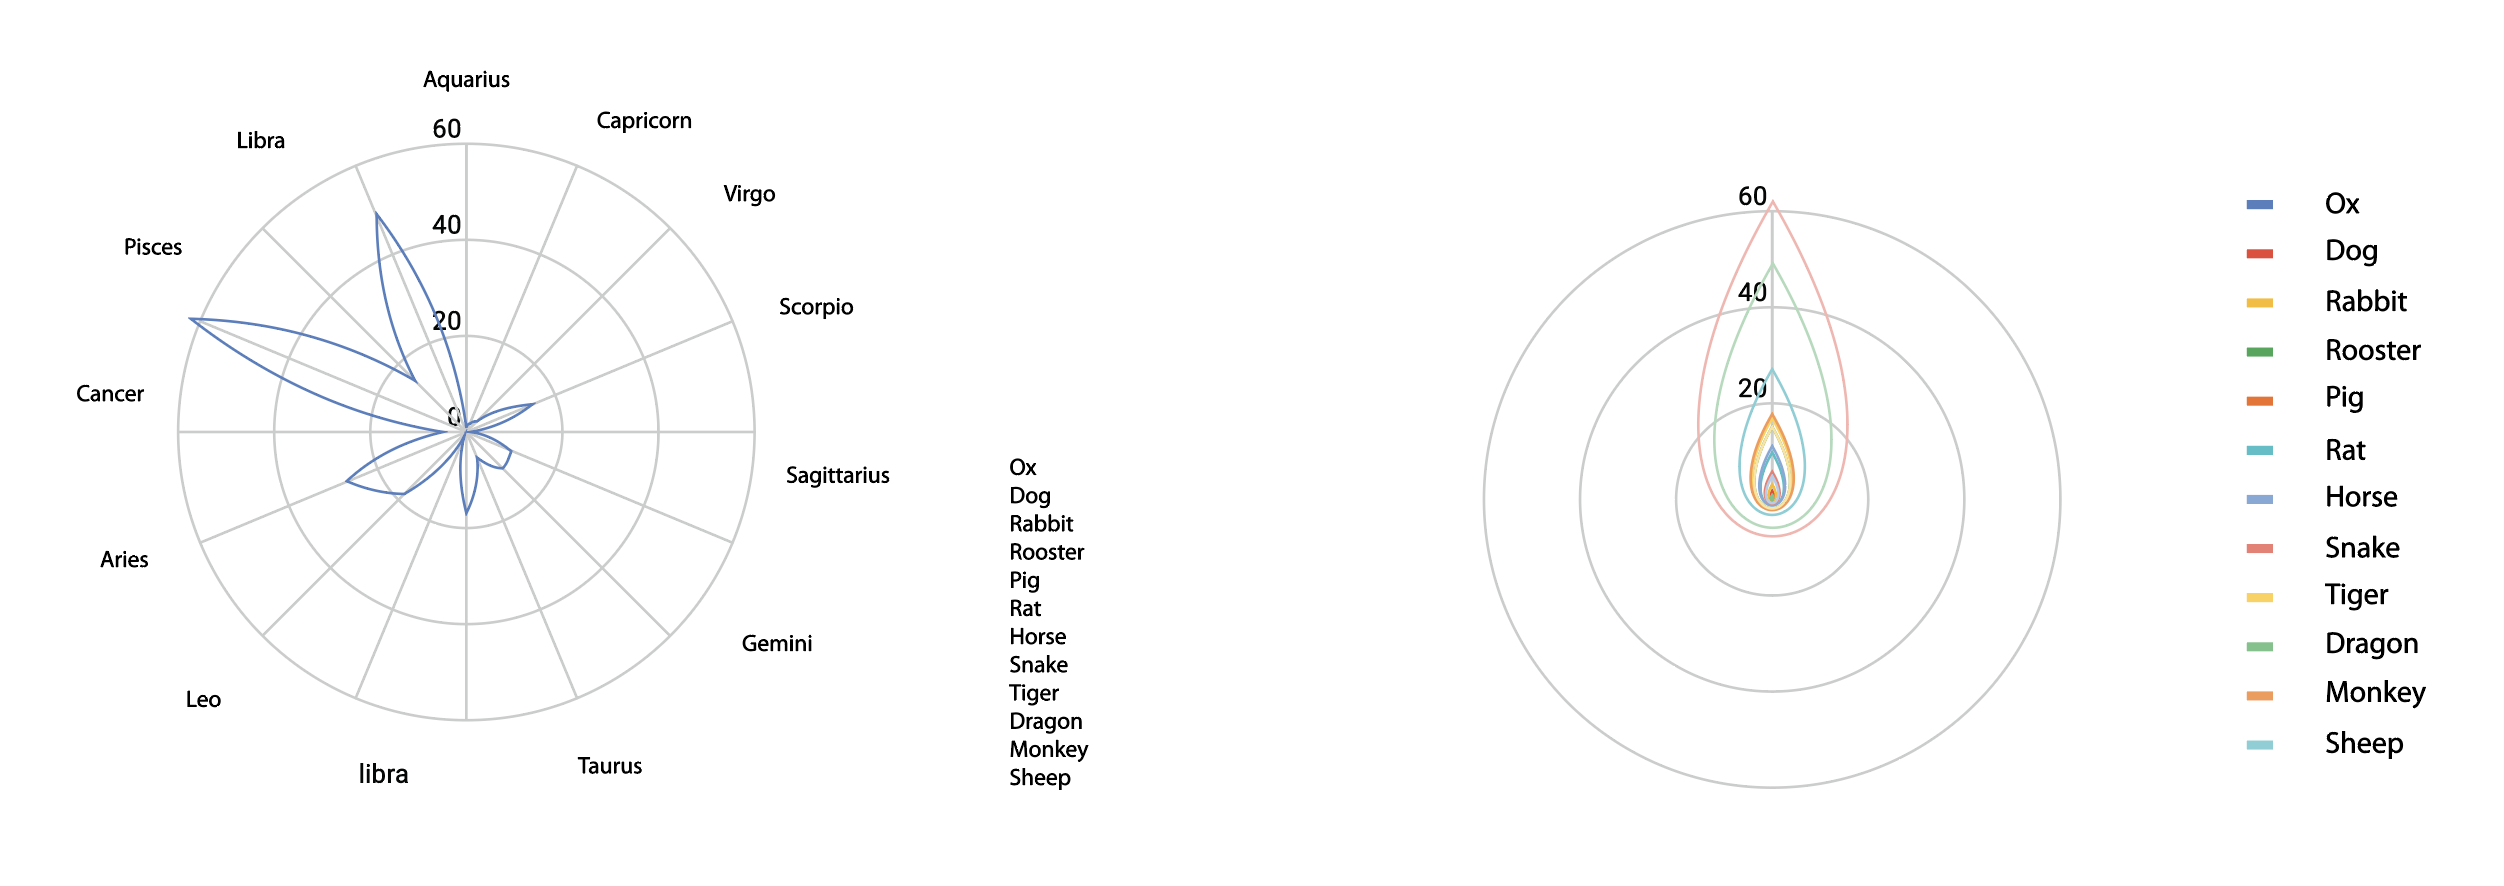 Aquarius
Capricorn
Virgo
Scorpio
Sagittarius
Gemini
Taurus
libra
Leo
Aries
Cancer
Pisces
Libra
60
40
20
0
Ox
Dog
Rabbit
Rooster
Pig
Rat
Horse
Snake
Tiger
Dragon
Monkey
Sheep
60
40
20
Ox
Dog
Rabbit
Rooster
Pig
Rat
Horse
Snake
Tiger
Dragon
Monkey
Sheep